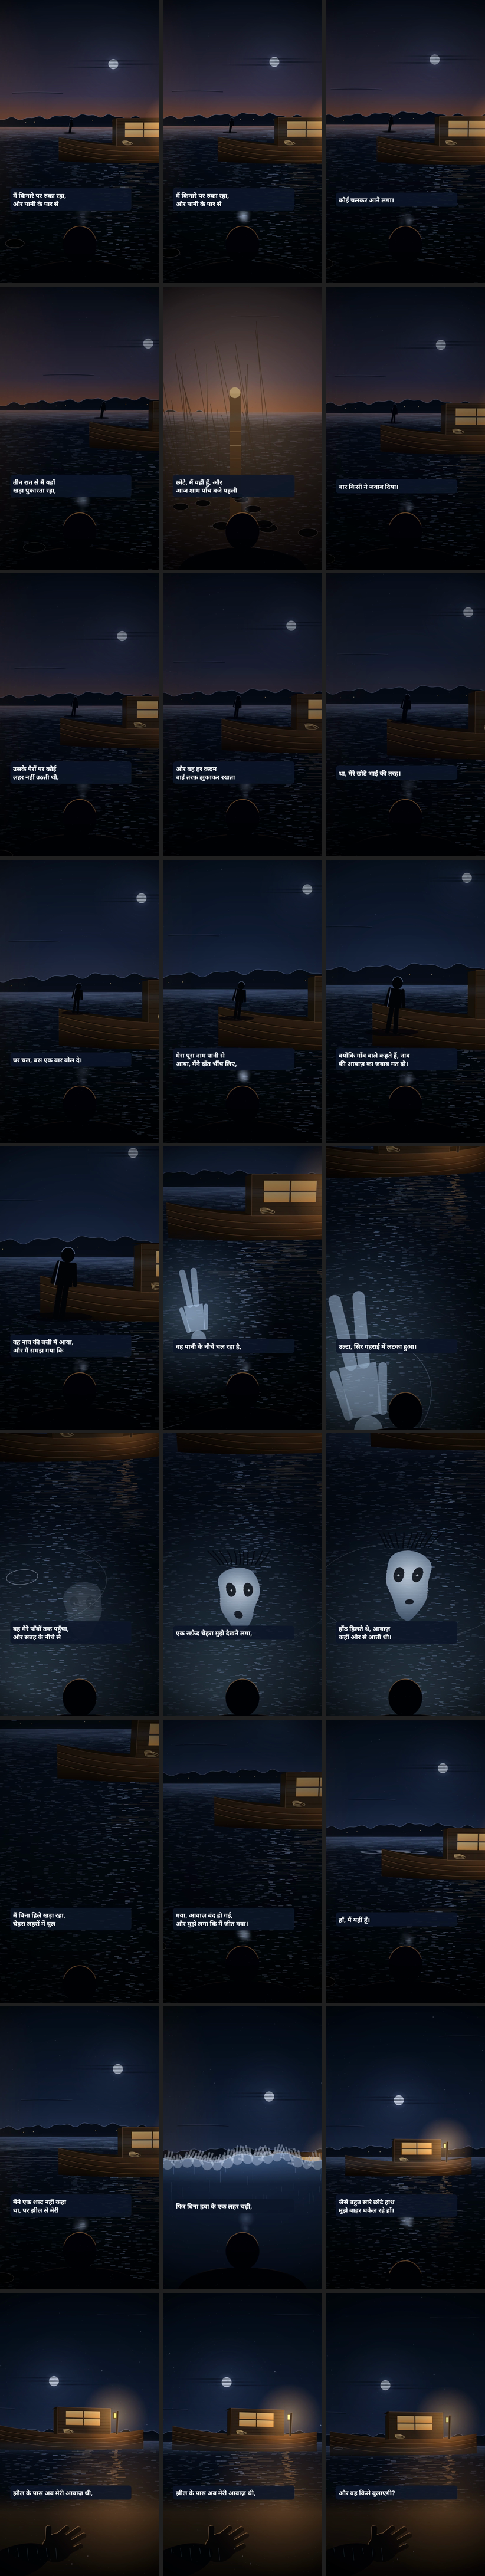 मैं किनारे पर रुका रहा,
और पानी के पार से
मैं किनारे पर रुका रहा,
और पानी के पार से
कोई चलकर आने लगा।
तीन रात से मैं यहाँ
खड़ा पुकारता रहा,
छोटे, मैं यहीं हूँ, और
आज शाम पाँच बजे पहली
बार किसी ने जवाब दिया।
उसके पैरों पर कोई
लहर नहीं उठती थी,
और वह हर क़दम
बाईं तरफ़ झुकाकर रखता
था, मेरे छोटे भाई की तरह।
घर चल, बस एक बार बोल दे।
मेरा पूरा नाम पानी से
आया, मैंने दाँत भींच लिए,
क्योंकि गाँव वाले कहते हैं, नाव
की आवाज़ का जवाब मत दो।
वह नाव की बत्ती में आया,
और मैं समझ गया कि
वह पानी के नीचे चल रहा है,
उल्टा, सिर गहराई में लटका हुआ।
वह मेरे पाँवों तक पहुँचा,
और सतह के नीचे से
एक सफ़ेद चेहरा मुझे देखने लगा,
होंठ हिलते थे, आवाज़
कहीं और से आती थी।
मैं बिना हिले खड़ा रहा,
चेहरा लहरों में घुल
गया, आवाज़ बंद हो गई,
और मुझे लगा कि मैं जीत गया।
हाँ, मैं यहीं हूँ।
मैंने एक शब्द नहीं कहा
था, पर झील से मेरी
फिर बिना हवा के एक लहर चढ़ी,
जैसे बहुत सारे छोटे हाथ
मुझे बाहर धकेल रहे हों।
झील के पास अब मेरी आवाज़ थी,
झील के पास अब मेरी आवाज़ थी,
और वह किसे बुलाएगी?